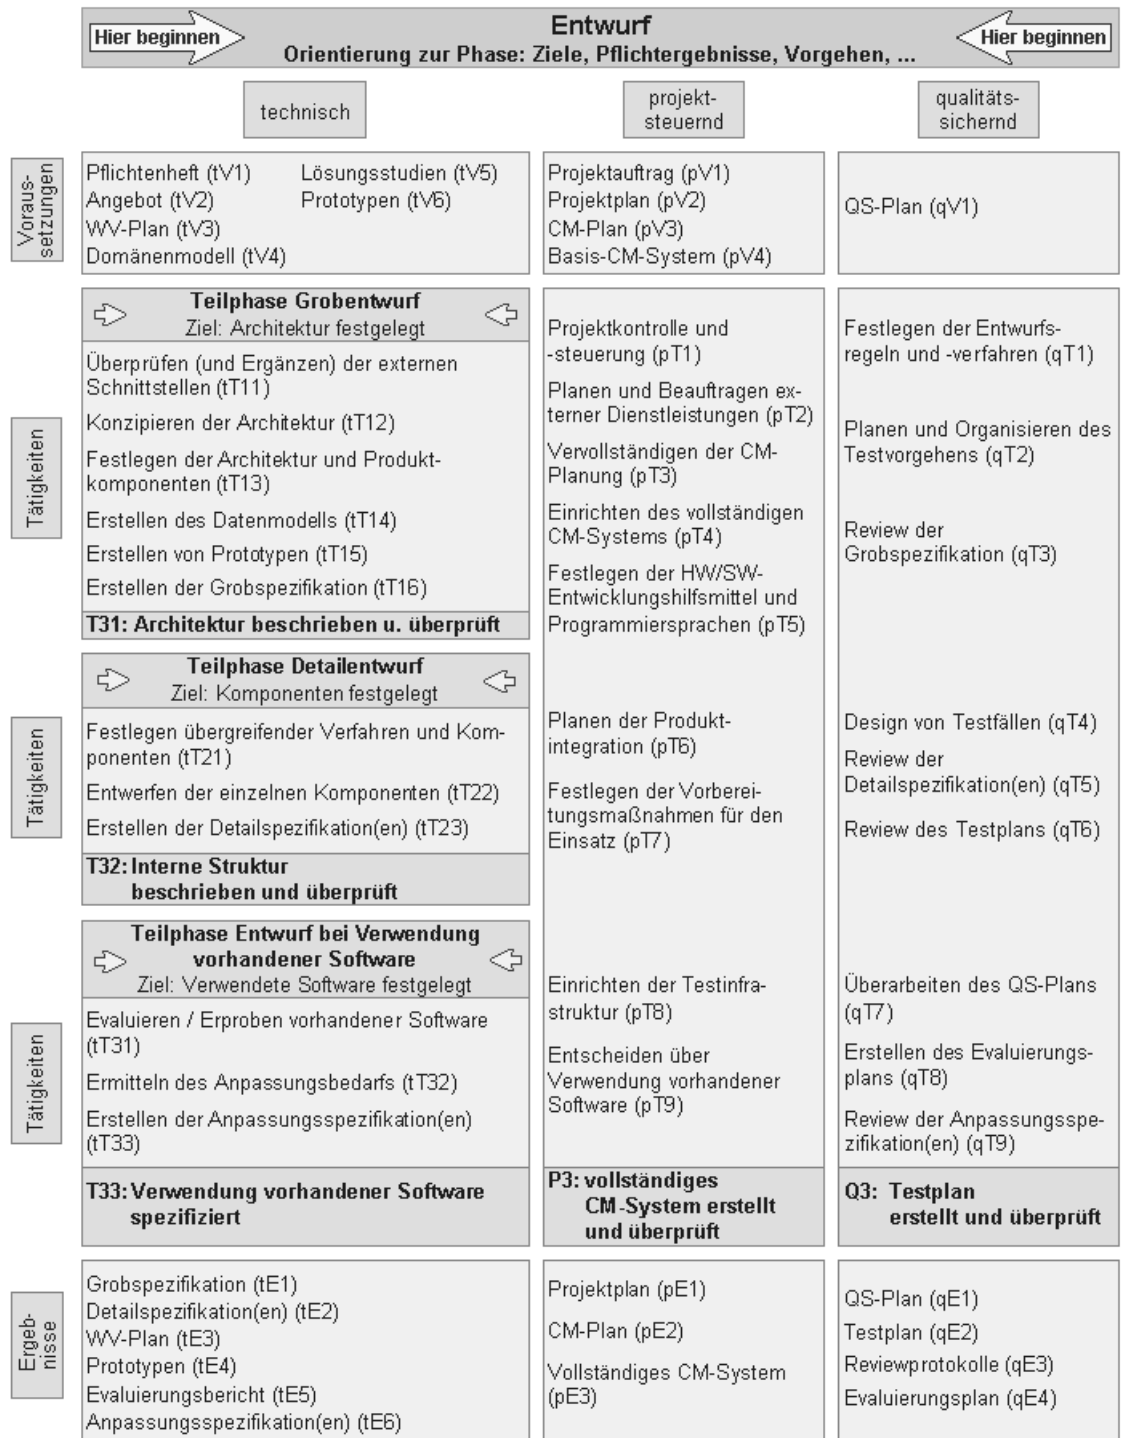 Hier beginnen
Entwurf
Orientierung zur Phase: Ziele, Pflichtergebnisse, Vorgehen, ...
Hier beginnen
technisch
projekt-
steuernd
qualitäts-
sichernd
Voraus-
setzungen
Pflichtenheft (tV1)
Angebot (tV2)
WV-Plan (tV3)
Domänenmodell (tV4)
Lösungsstudien (tV5)
Prototypen (tV6)
Projektauftrag (pV1)
Projektplan (pV2)
CM-Plan (pV3)
Basis-CM-System (pV4)
QS-Plan (qV1)
Tätigkeiten
Teilphase Grobentwurf
Ziel: Architektur festgelegt
Überprüfen (und Ergänzen) der externen
Schnittstellen (tT11)
Konzipieren der Architektur (tT12)
Festlegen der Architektur und Produkt-
komponenten (tT13)
Erstellen des Datenmodells (tT14)
Erstellen von Prototypen (tT15)
Erstellen der Grobspezifikation (tT16)
T31: Architektur beschrieben u. überprüft
Projektkontrolle und
-steuerung (pT1)
Planen und Beauftragen ex-
terner Dienstleistungen (pT2)
Vervollständigen der CM-
Planung (pT3)
Einrichten des vollständigen
CM-Systems (pT4)
Festlegen der HW/SW-
Entwicklungshilfsmittel und
Programmiersprachen (pT5)
Festlegen der Entwurfs-
regeln und -verfahren (qT1)
Planen und Organisieren des
Testvorgehens (qT2)
Review der
Grobspezifikation (qT3)
Tätigkeiten
Teilphase Detailentwurf
Ziel: Komponenten festgelegt
Festlegen übergreifender Verfahren und Kom-
ponenten (tT21)
Entwerfen der einzelnen Komponenten (tT22)
Erstellen der Detailspezifikation(en) (tT23)
T32: Interne Struktur
beschrieben und überprüft
Planen der Produkt-
integration (pT6)
Festlegen der Vorberei-
tungsmaßnahmen für den
Einsatz (pT7)
Design von Testfällen (qT4)
Review der
Detailspezifikation(en) (qT5)
Review des Testplans (qT6)
Tätigkeiten
Teilphase Entwurf bei Verwendung
vorhandener Software
Ziel: Verwendete Software festgelegt
Evaluieren / Erproben vorhandener Software
(tT31)
Ermitteln des Anpassungsbedarfs (tT32)
Erstellen der Anpassungsspezifikation(en)
(tT33)
T33: Verwendung vorhandener Software
spezifiziert
Einrichten der Testinfra-
struktur (pT8)
Entscheiden über
Verwendung vorhandener
Software (pT9)
P3: vollständiges
CM-System erstellt
und überprüft
Überarbeiten des QS-Plans
(qT7)
Erstellen des Evaluierungs-
plans (qT8)
Review der Anpassungsspe-
zifikation(en) (qT9)
Q3: Testplan
erstellt und überprüft
Ergeb-
nisse
Grobspezifikation (tE1)
Detailspezifikation(en) (tE2)
WV-Plan (tE3)
Prototypen (tE4)
Evaluierungsbericht (tE5)
Anpassungsspezifikation(en) (tE6)
Projektplan (pE1)
CM-Plan (pE2)
Vollständiges CM-System
(pE3)
QS-Plan (qE1)
Testplan (qE2)
Reviewprotokolle (qE3)
Evaluierungsplan (qE4)